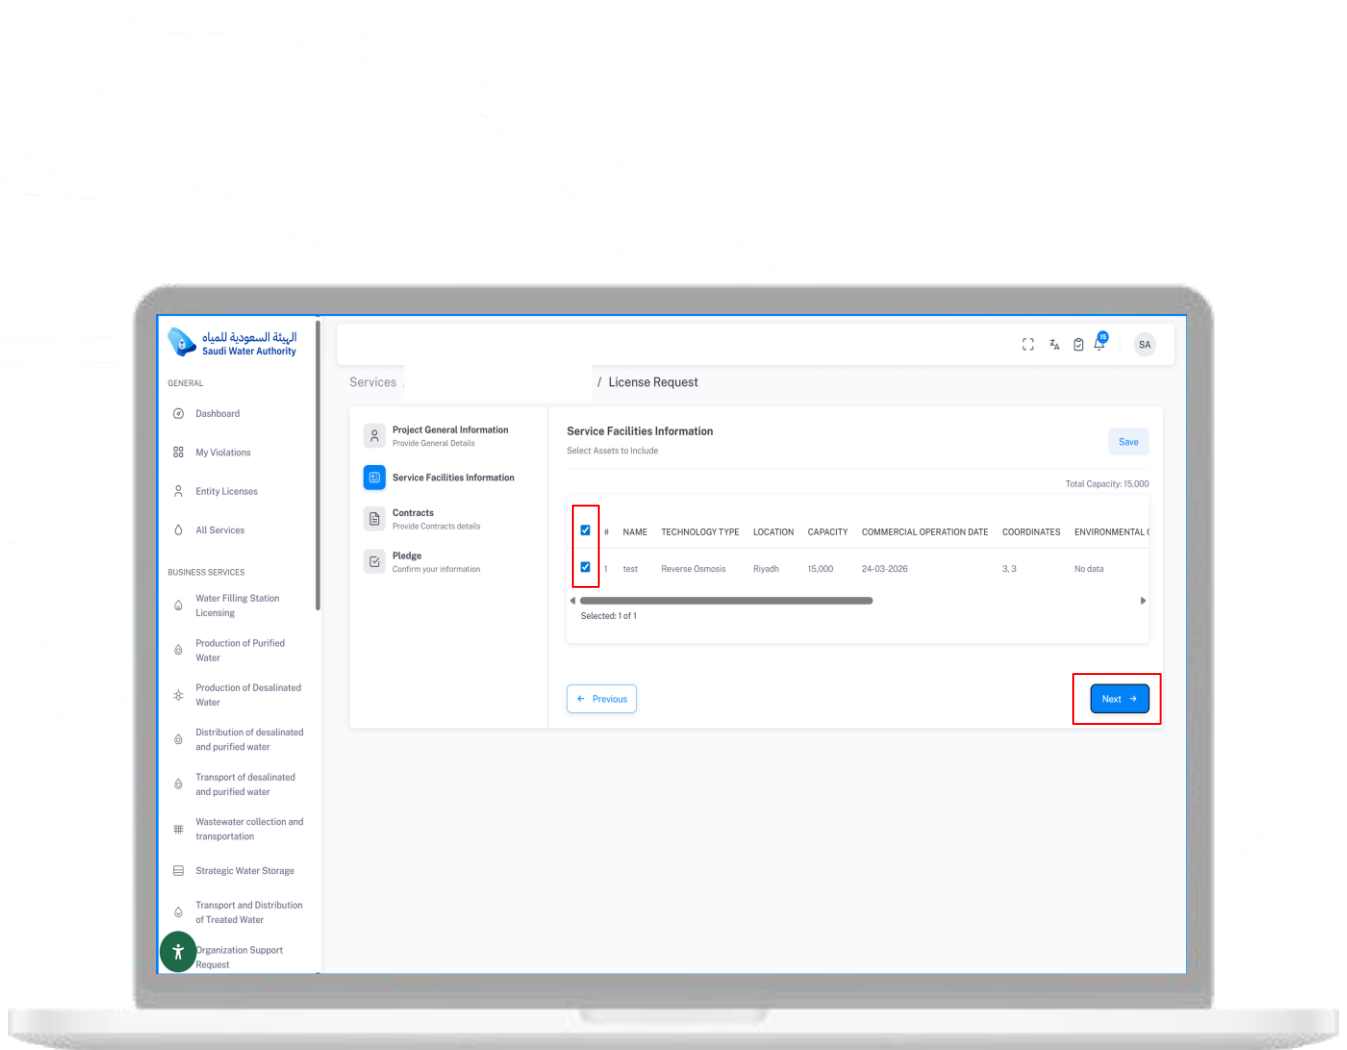 الهيئة السعودية للمياه
Saudi Water Authority
GENERAL
Dashboard
My Violations
Entity Licenses
All Services
BUSINESS SERVICES
Water Filling Station
Licensing
Production of Purified
Water
Production of Desalinated
Water
Distribution of desalinated
and purified water
Transport of desalinated
and purified water
Wastewater collection and
transportation
Strategic Water Storage
Transport and Distribution
of Treated Water
Organization Support
Request
SA
Services / License Request
Project General Information
Provide General Details
Service Facilities Information
Contracts
Provide Contracts details
Pledge
Confirm your information
Service Facilities Information
Select Assets to Include
Save
Total Capacity: 15,000
# NAME TECHNOLOGY TYPE LOCATION CAPACITY COMMERCIAL OPERATION DATE COORDINATES ENVIRONMENTAL
1 test Reverse Osmosis Riyadh 15,000 24-03-2026 3, 3 No data
Selected: 1 of 1
← Previous
Next →